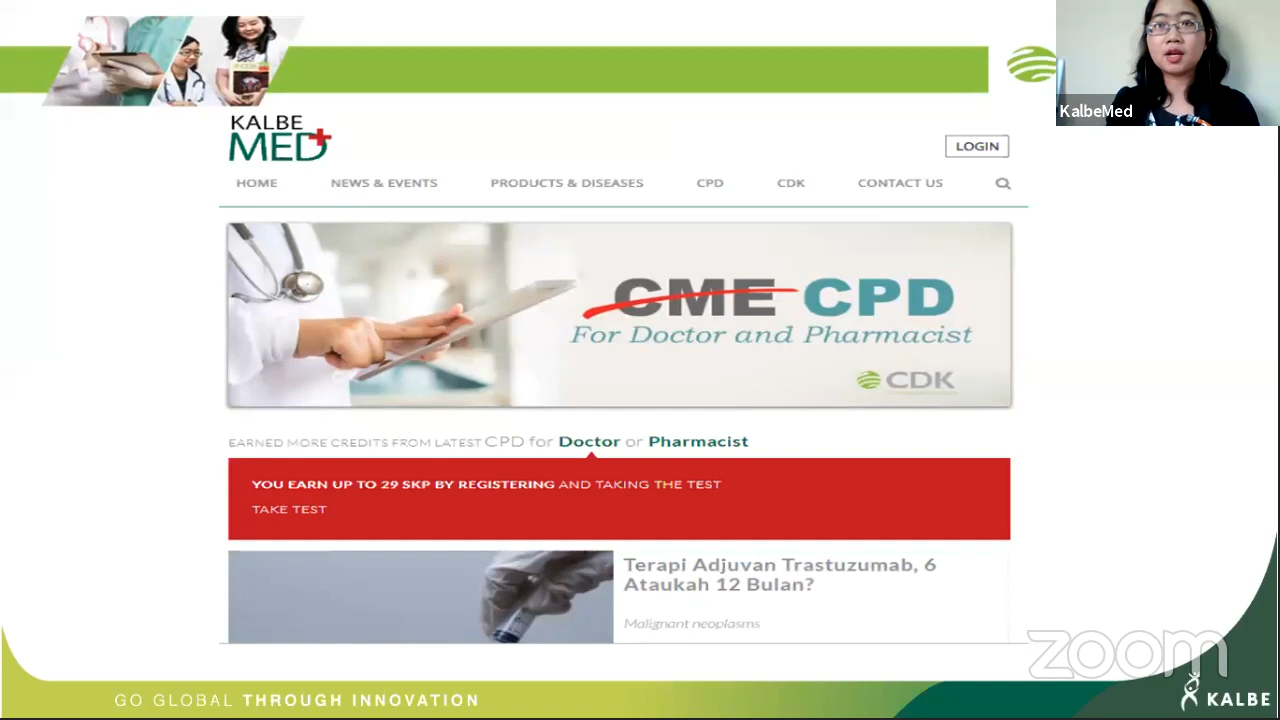 KalbeMed
KALBE
MED
LOGIN
HOME NEWS & EVENTS PRODUCTS & DISEASES CPD CDK CONTACT US
CME CPD
For Doctor and Pharmacist
CDK
EARNED MORE CREDITS FROM LATEST CPD for Doctor or Pharmacist
YOU EARN UP TO 29 SKP BY REGISTERING AND TAKING THE TEST
TAKE TEST
Terapi Adjuvan Trastuzumab, 6
Ataukah 12 Bulan?
Malignant neoplasms
zoom
GO GLOBAL THROUGH INNOVATION
KALBE